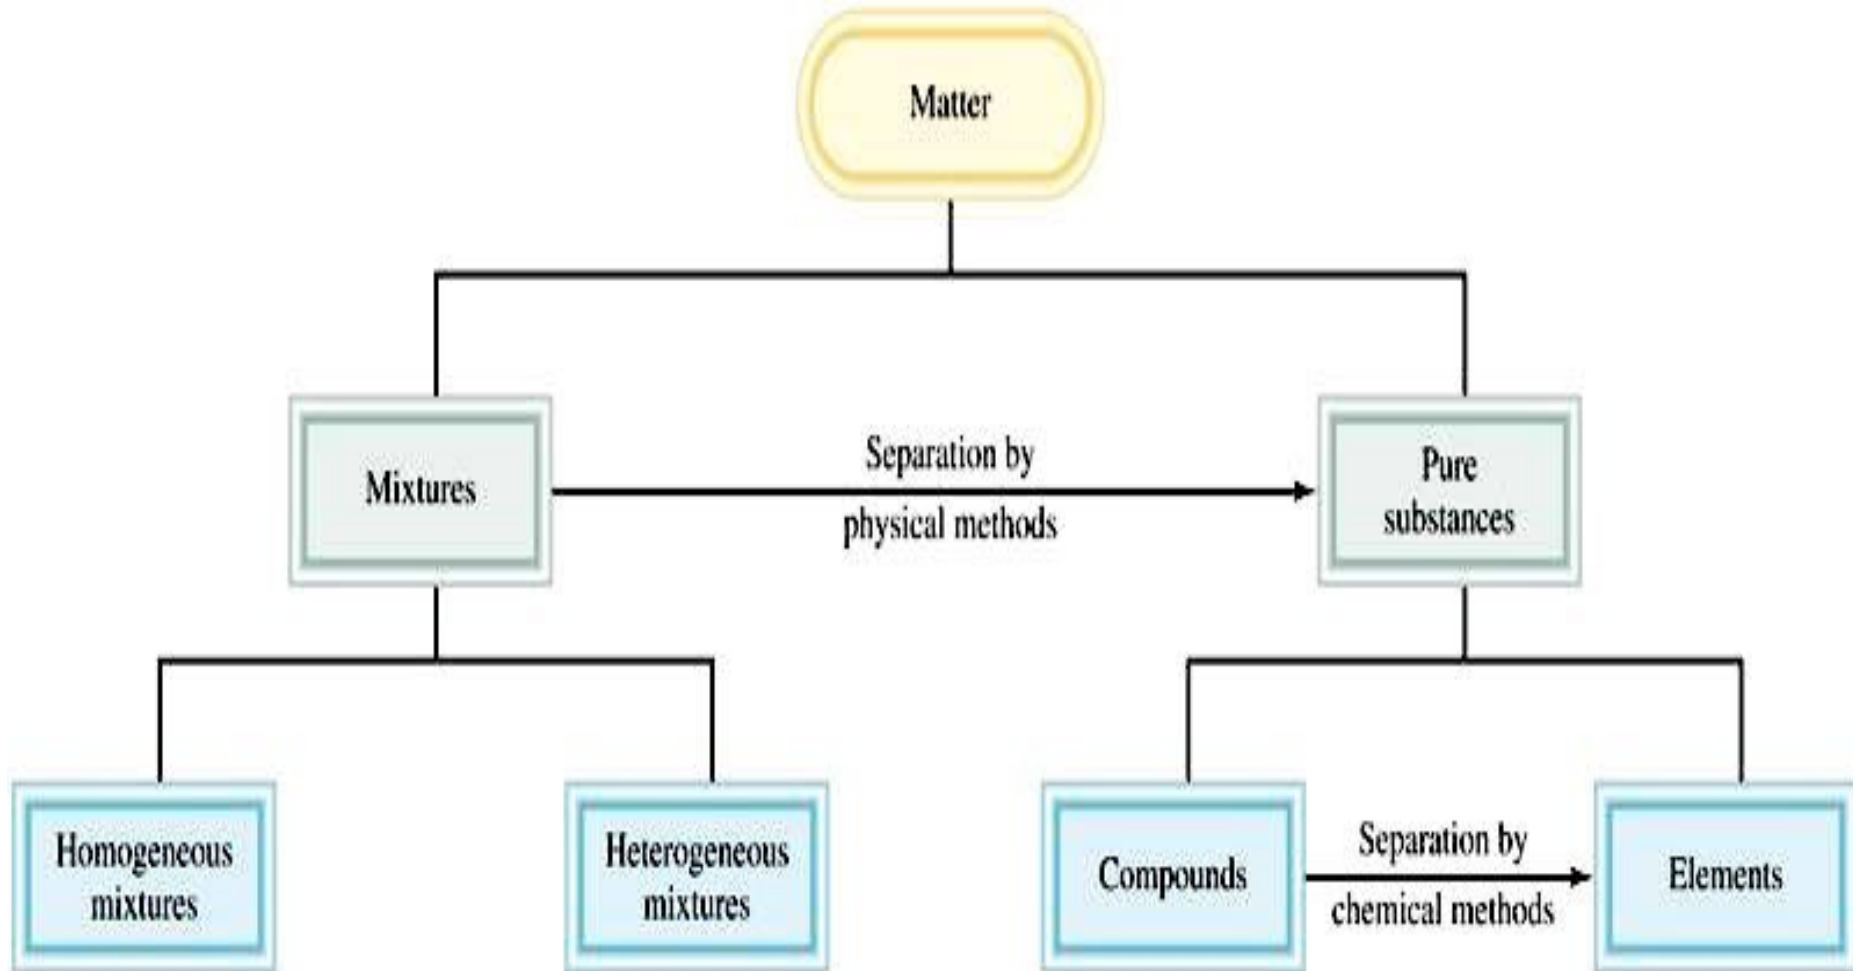 Matter
Mixtures
Separation by
physical methods
Pure
substances
Homogeneous
mixtures
Heterogeneous
mixtures
Compounds
Separation by
chemical methods
Elements